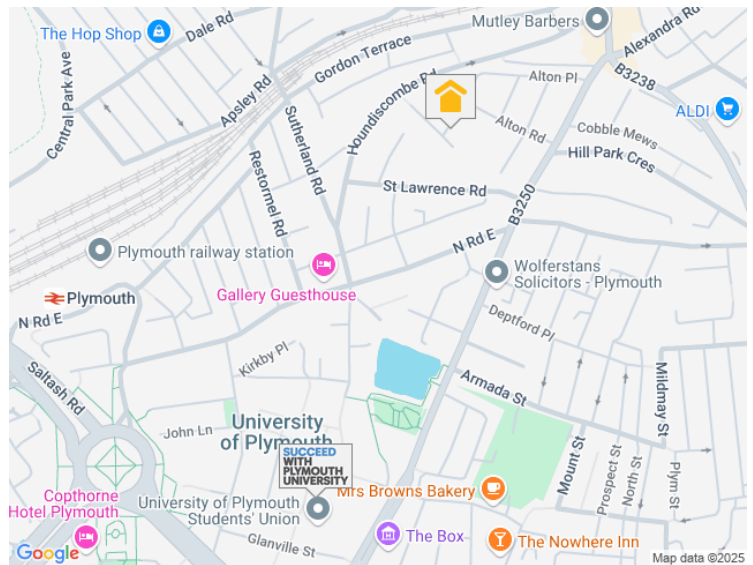 The Hop Shop
Dale Rd
Mutley Barbers
Alexandra Rd
Gordon Terrace
Central Park Ave
Apsley Rd
Houndiscombe Rd
Alton Pl
B3238
ALDI
Sutherland Rd
Alton Rd
Cobble Mews
Hill Park Cres
Restormel Rd
St Lawrence Rd
B3250
Plymouth railway station
N Rd E
Wolferstans
Solicitors - Plymouth
Gallery Guesthouse
Plymouth
N Rd E
Deptford Pl
Kirkby Pl
Saltash Rd
Armada St
Mildmay St
University
of Plymouth
John Ln
SUCCEED
WITH
PLYMOUTH
UNIVERSITY
Mount St
Prospect St
North St
Plym St
Copthorne
Hotel Plymouth
University of Plymouth
Students' Union
Mrs Browns Bakery
Glanville St
The Box
The Nowhere Inn
Google
Map data ©2025